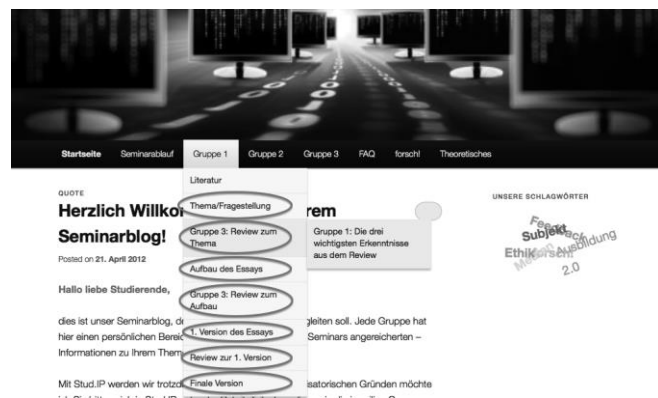 Startseite Seminarablauf Gruppe 1 Gruppe 2 Gruppe 3 FAQ forsch! Theoretisches
Literatur
Thema/Fragestellung
Gruppe 3: Review zum
Thema
Gruppe 1: Die drei
wichtigsten Erkenntnisse
aus dem Review
Aufbau des Essays
Gruppe 3: Review zum
Aufbau
1. Version des Essays
Review zur 1. Version
Finale Version
QUOTE
Herzlich Willko rem
Seminarblog!
Posted on 21. April 2012
Hallo liebe Studierende,
dies ist unser Seminarblog, d gleiten soll. Jede Gruppe hat
hier einen persönlichen Bereic Seminars angereicherten –
Informationen zu Ihrem Them
Mit Stud.IP werden wir trotzd isatorischen Gründen möchte
UNSERE SCHLAGWÖRTER
Subjekt
Ausbildung
Ethik
2.0